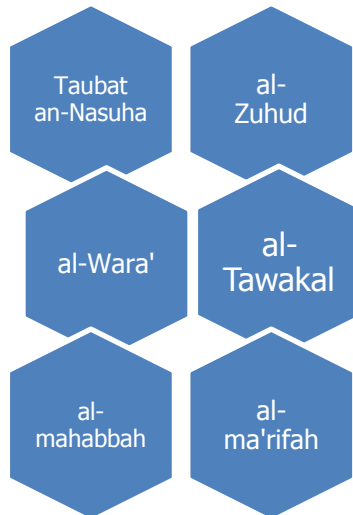 Taubat
an-Nasuha
al-
Zuhud
al-Wara'
al-
Tawakal
al-
mahabbah
al-
ma'rifah